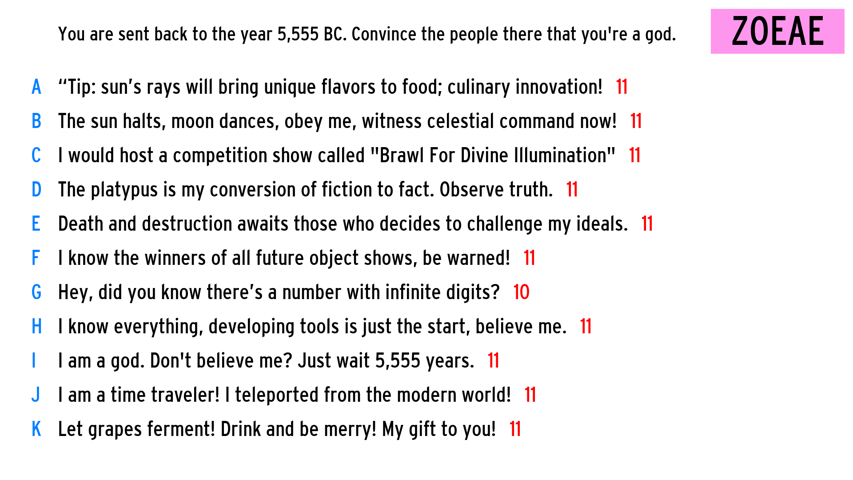 You are sent back to the year 5,555 BC. Convince the people there that you're a god.
ZOEAE
A “Tip: sun’s rays will bring unique flavors to food; culinary innovation! 11
B The sun halts, moon dances, obey me, witness celestial command now! 11
C I would host a competition show called "Brawl For Divine Illumination" 11
D The platypus is my conversion of fiction to fact. Observe truth. 11
E Death and destruction awaits those who decides to challenge my ideals. 11
F I know the winners of all future object shows, be warned! 11
G Hey, did you know there’s a number with infinite digits? 10
H I know everything, developing tools is just the start, believe me. 11
I I am a god. Don't believe me? Just wait 5,555 years. 11
J I am a time traveler! I teleported from the modern world! 11
K Let grapes ferment! Drink and be merry! My gift to you! 11